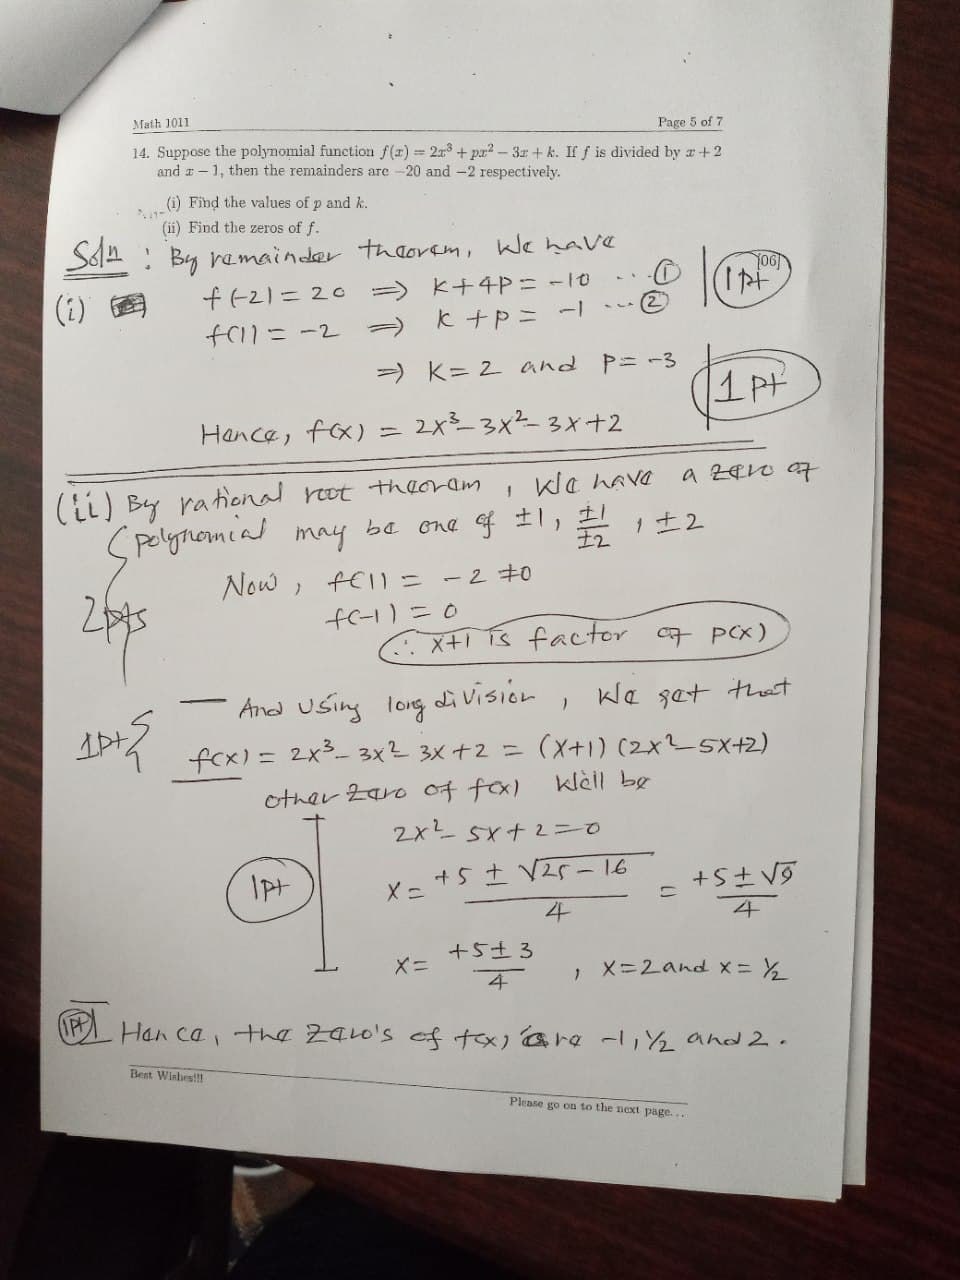 Math 1011 Page 5 of 7
14. Suppose the polynomial function f(x) = 2x³ + px² − 3x + k. If f is divided by x + 2
and x − 1, then the remainders are −20 and −2 respectively.
(i) Find the values of p and k.
(ii) Find the zeros of f.
Soln : By remainder theorem, we have
[06]
(i) f(-2) = 20 ⇒ k+4p = -10 ... ① 1pt
f(1) = -2 ⇒ k+p = -1 ... ②
⇒ k=2 and p=-3
1pt
Hence, f(x) = 2x³-3x²-3x+2
(ii) By rational root theorem, we have a zero of
polynomial may be one of ±1, ±1/±2, ±2
Now, f(1) = -2 ≠0
2pts f(-1) = 0
∴ x+1 is factor of p(x)
And using long division, we get that
1pt f(x) = 2x³-3x² 3x+2 = (x+1)(2x²-5x+2)
other zero of f(x) will be
2x²-5x+2=0
1pt x = +5±√25-16/4 = +5±√9/4
x = +5±3/4, x=2 and x=½
1pt Hence, the zero's of f(x) are -1, ½ and 2.
Best Wishes!!!
Please go on to the next page...